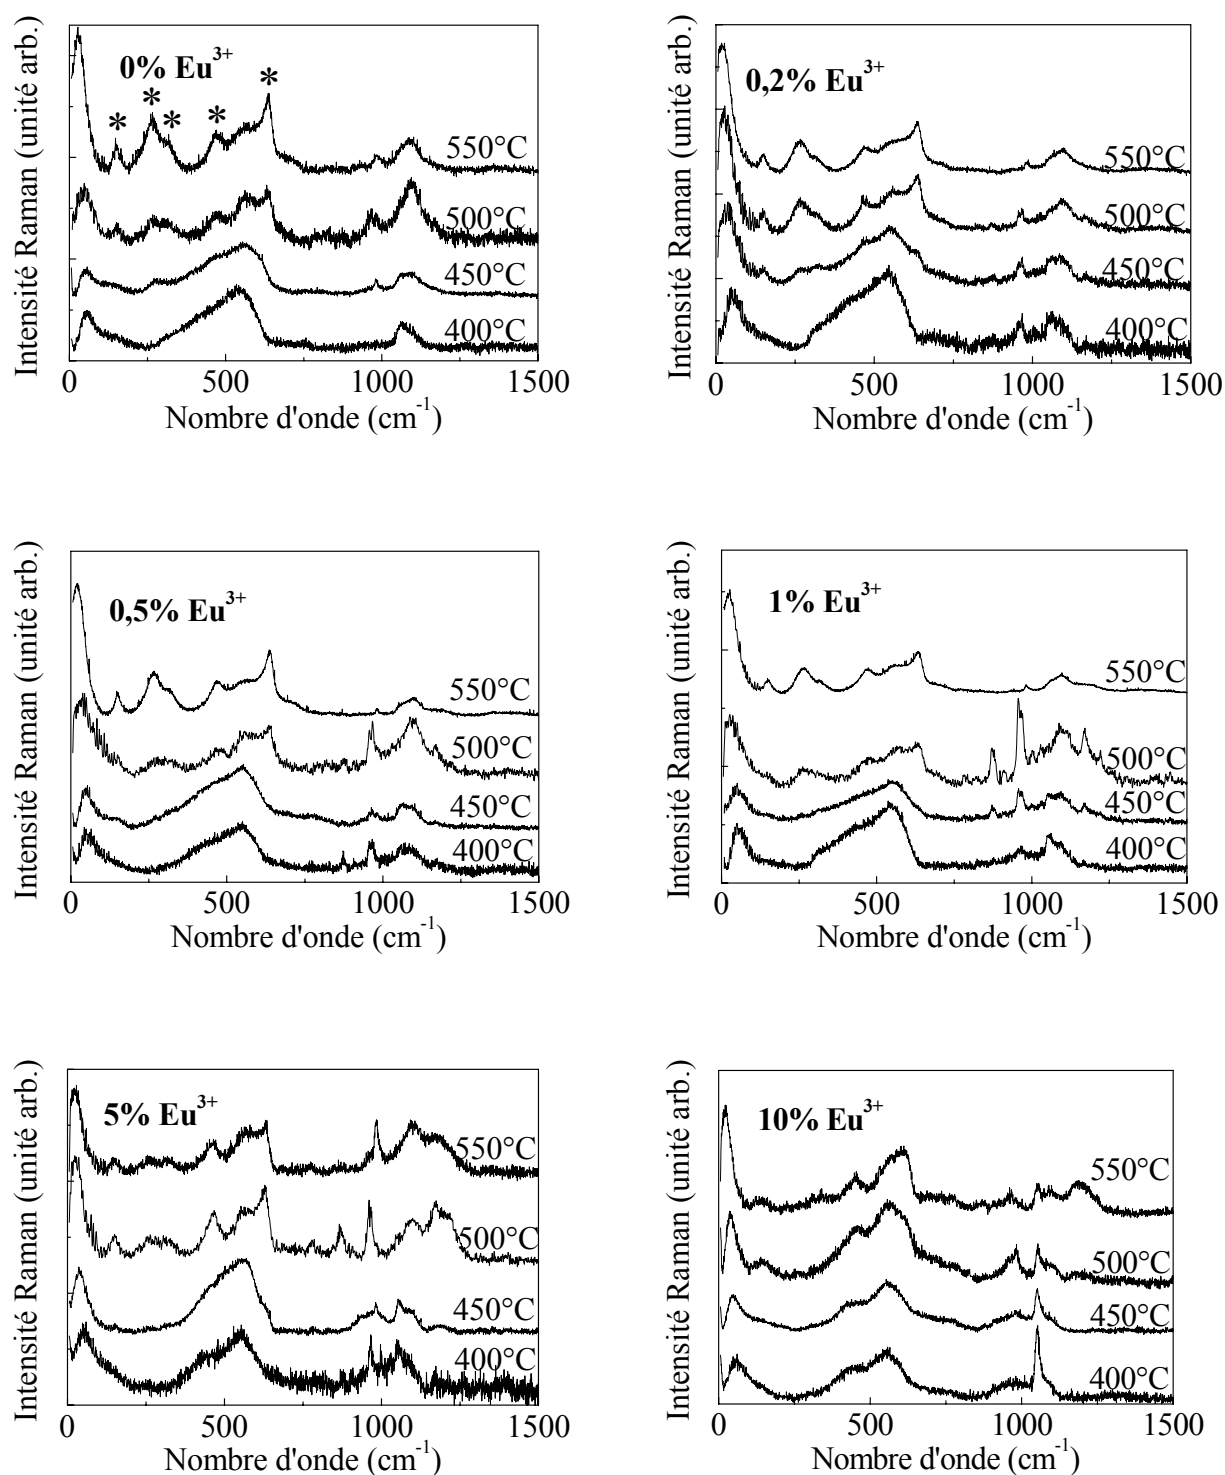 Intensité Raman (unité arb.)
0% Eu3+
* * * * *
550°C
500°C
450°C
400°C
0 500 1000 1500
Nombre d'onde (cm-1)
Intensité Raman (unité arb.)
0,2% Eu3+
550°C
500°C
450°C
400°C
0 500 1000 1500
Nombre d'onde (cm-1)
Intensité Raman (unité arb.)
0,5% Eu3+
550°C
500°C
450°C
400°C
0 500 1000 1500
Nombre d'onde (cm-1)
Intensité Raman (unité arb.)
1% Eu3+
550°C
500°C
450°C
400°C
0 500 1000 1500
Nombre d'onde (cm-1)
Intensité Raman (unité arb.)
5% Eu3+
550°C
500°C
450°C
400°C
0 500 1000 1500
Nombre d'onde (cm-1)
Intensité Raman (unité arb.)
10% Eu3+
550°C
500°C
450°C
400°C
0 500 1000 1500
Nombre d'onde (cm-1)